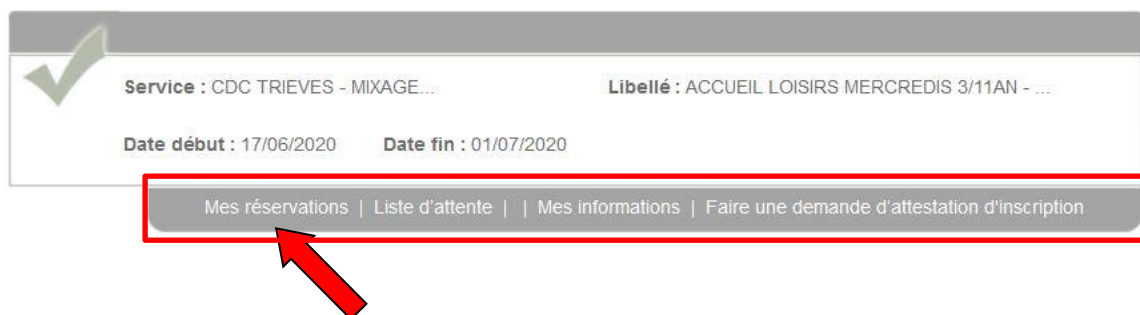 Service : CDC TRIEVES - MIXAGE... Libellé : ACCUEIL LOISIRS MERCREDIS 3/11AN - ...
Date début : 17/06/2020 Date fin : 01/07/2020
Mes réservations | Liste d'attente | | Mes informations | Faire une demande d'attestation d'inscription